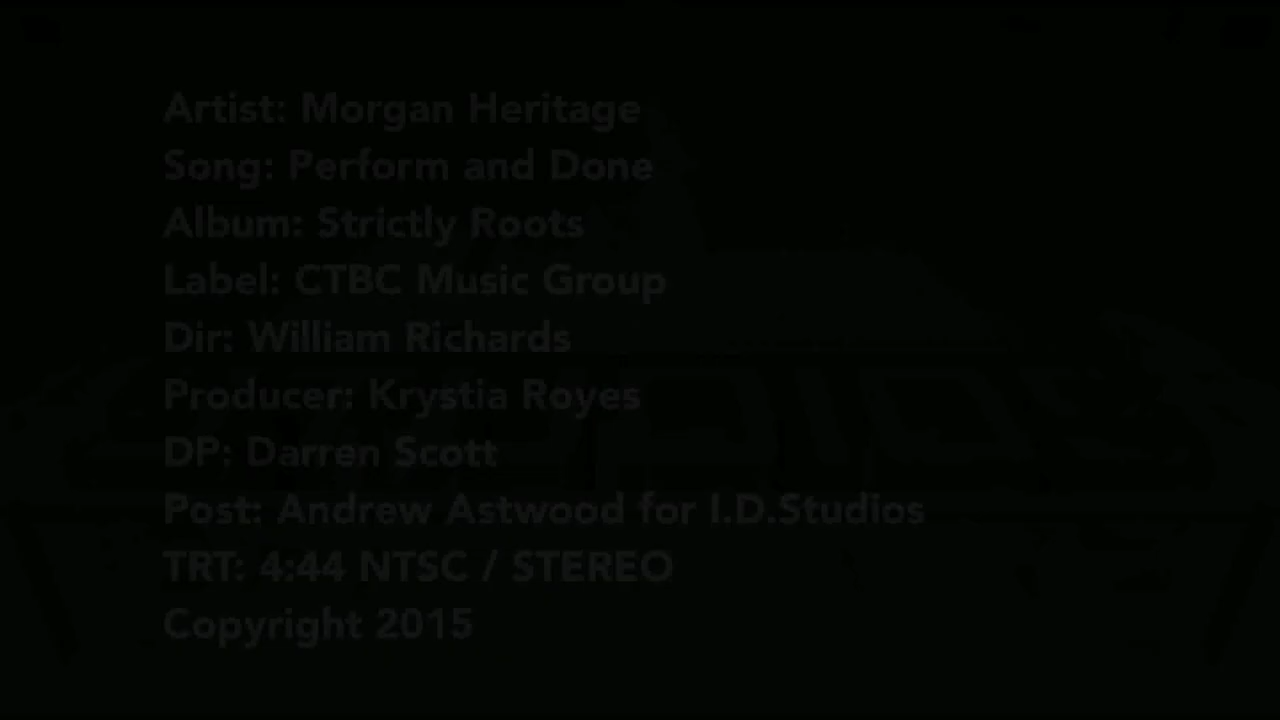 Artist: Morgan Heritage
Song: Perform and Done
Album: Strictly Roots
Label: CTBC Music Group
Dir: William Richards
Producer: Krystia Royes
DP: Darren Scott
Post: Andrew Astwood for I.D.Studios
TRT: 4:44 NTSC / STEREO
Copyright 2015